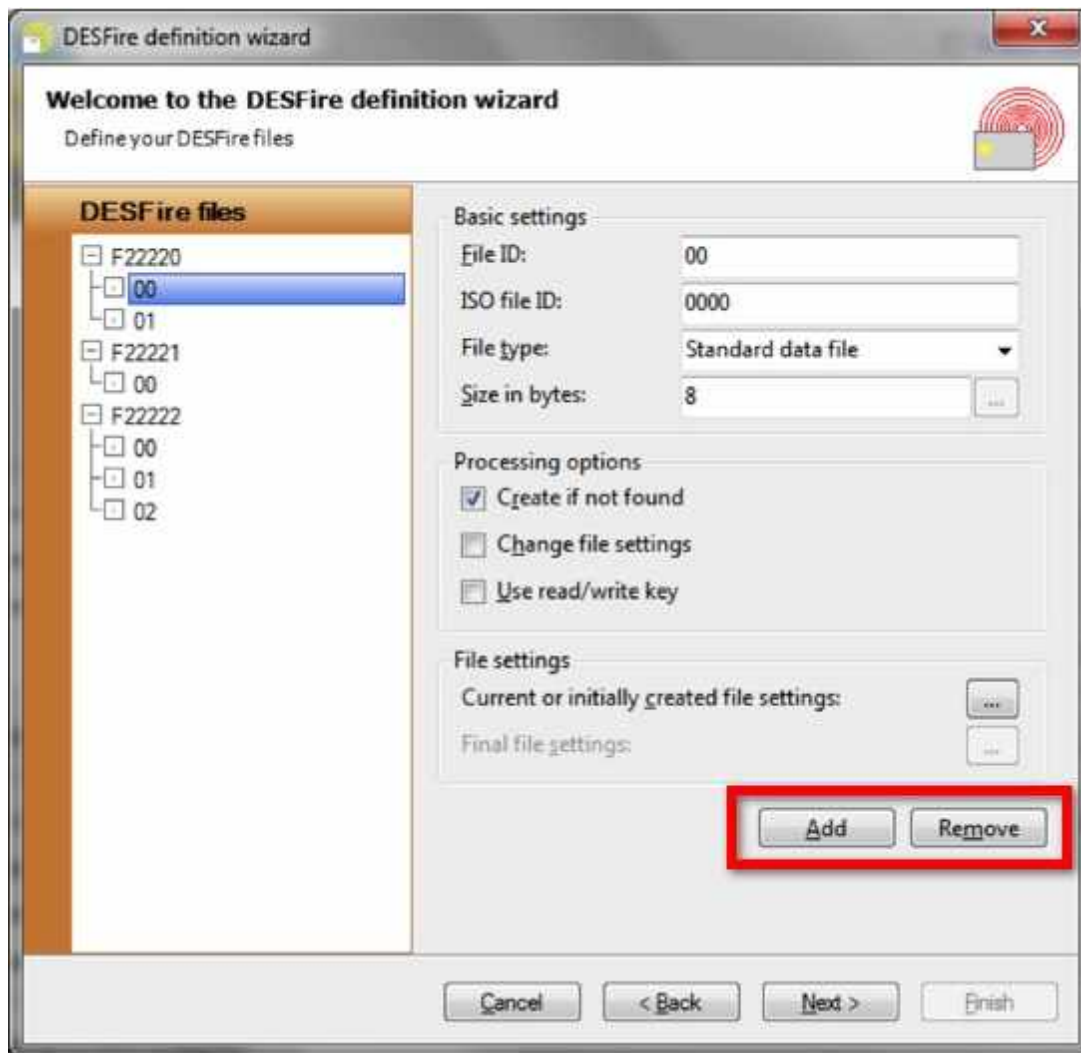 DESFire definition wizard
Welcome to the DESFire definition wizard
Define your DESFire files
DESFire files
F22220
00
01
F22221
00
F22222
00
01
02
Basic settings
File ID: 00
ISO file ID: 0000
File type: Standard data file
Size in bytes: 8 ...
Processing options
Create if not found
Change file settings
Use read/write key
File settings
Current or initially created file settings: ...
Final file settings: ...
Add Remove
Cancel < Back Next > Finish